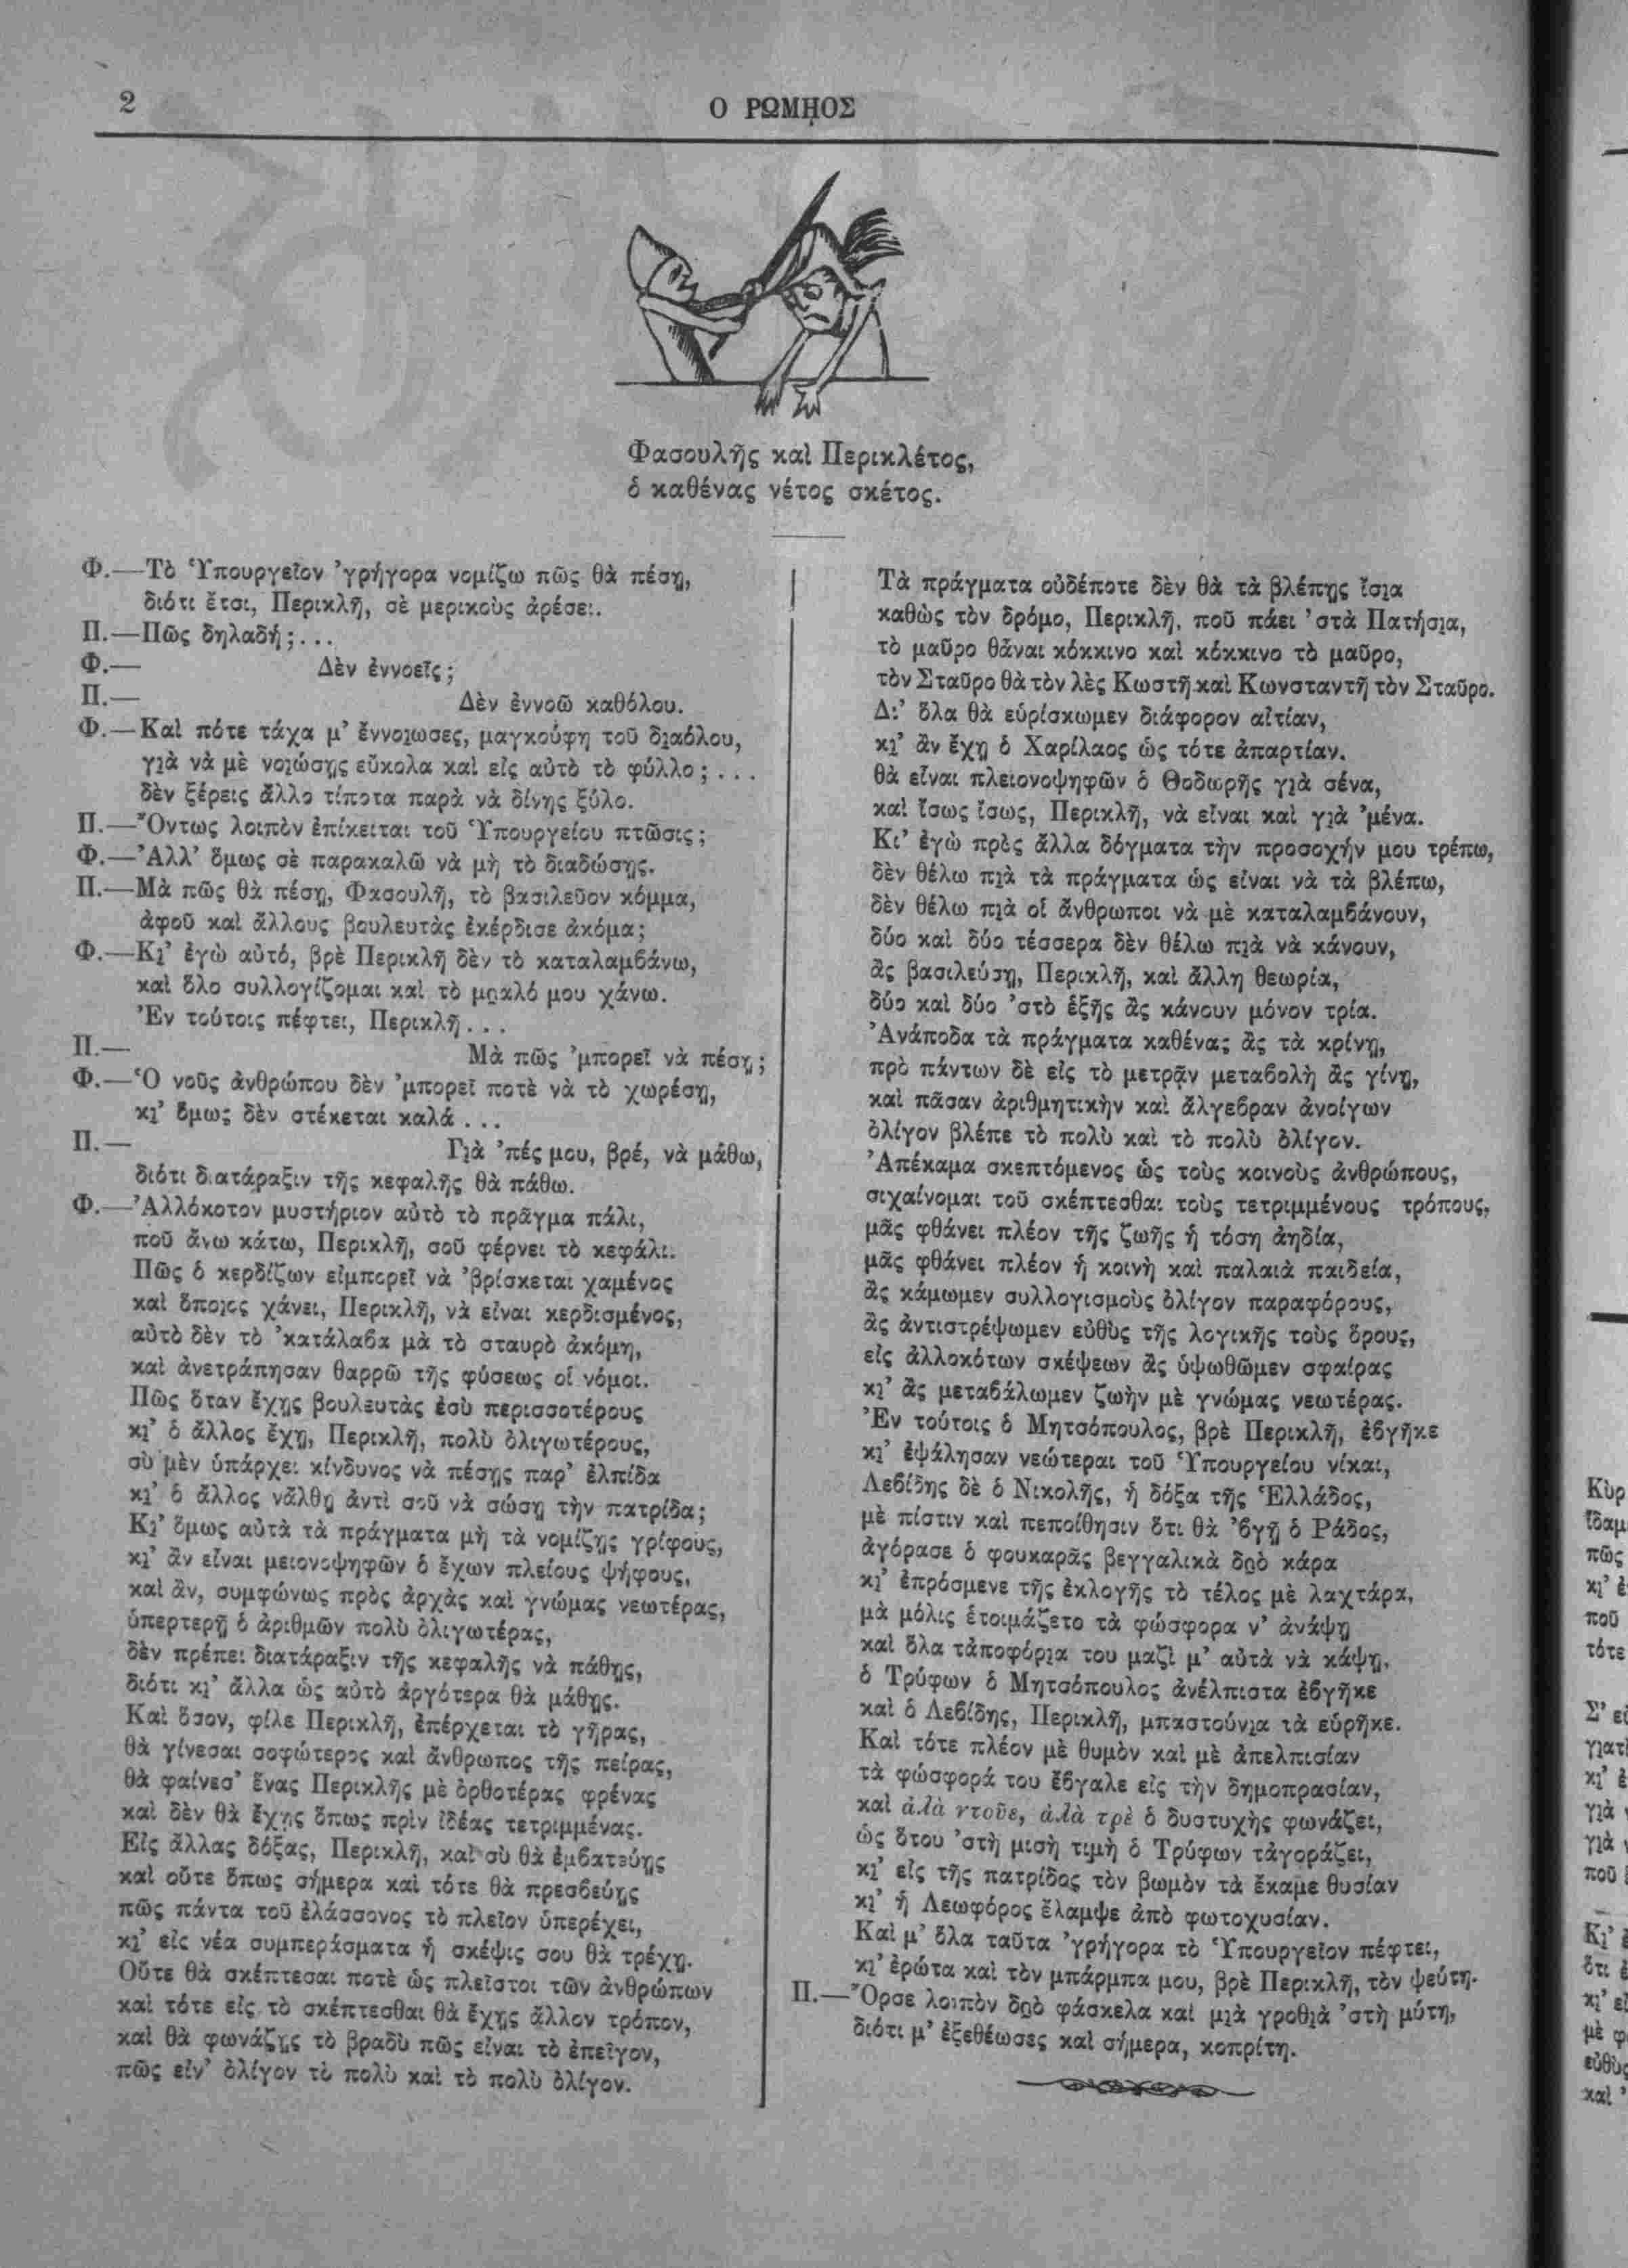 2
Ο ΡΩΜῌΟΣ
Φασουλῆς καὶ Περικλέτος,
ὁ καθένας νέτος σκέτος.
Φ.—Τὸ Ὑπουργεῖον ’γρήγορα νομίζω πῶς θὰ πέσῃ,
διότι ἔτσι, Περικλῆ, σὲ μερικοὺς ἀρέσει.
Π.—Πῶς δηλαδή;...
Φ.— Δὲν ἐννοεῖς;
Π.— Δὲν ἐννοῶ καθόλου.
Φ.—Καὶ πότε τάχα μ’ ἔννοι̯ωσες, μαγκούφη τοῦ δι̯αόλου,
γι̯ὰ νὰ μὲ νοι̯ώσῃς εὔκολα καὶ εἰς αὐτὸ τὸ φύλλο;...
δὲν ξέρεις ἄλλο τίποτα παρὰ νὰ δίνῃς ξύλο.
Π.—Ὄντως λοιπὸν ἐπίκειται τοῦ Ὑπουργείου πτῶσις;
Φ.—Ἀλλ’ ὅμως σὲ παρακαλῶ νὰ μὴ τὸ διαδώσῃς.
Π.—Μὰ πῶς θὰ πέσῃ, Φασουλῆ, τὸ βασιλεῦον κόμμα,
ἀφοῦ καὶ ἄλλους βουλευτὰς ἐκέρδισε ἀκόμα;
Φ.—Κι̯’ ἐγὼ αὐτό, βρὲ Περικλῆ δὲν τὸ καταλαμβάνω,
καὶ ὅλο συλλογίζομαι καὶ τὸ μυ̯αλό μου χάνω.
Ἐν τούτοις πέφτει, Περικλῆ...
Π.— Μὰ πῶς ’μπορεῖ νὰ πέσῃ;
Φ.—Ὁ νοῦς ἀνθρώπου δὲν ’μπορεῖ ποτὲ νὰ τὸ χωρέσῃ,
κι̯’ ὅμως δὲν στέκεται καλά...
Π.— Γι̯ὰ ’πές μου, βρέ, νὰ μάθω,
διότι διατάραξιν τῆς κεφαλῆς θὰ πάθω.
Φ.—Ἀλλόκοτον μυστήριον αὐτὸ τὸ πρᾶγμα πάλι,
ποῦ ἄνω κάτω, Περικλῆ, σοῦ φέρνει τὸ κεφάλι.
Πῶς ὁ κερδίζων εἰμπορεῖ νὰ ’βρίσκεται χαμένος
καὶ ὅποι̯ος χάνει, Περικλῆ, νὰ εἶναι κερδισμένος,
αὐτὸ δὲν τὸ ’κατάλαβα μὰ τὸ σταυρὸ ἀκόμη,
καὶ ἀνετράπησαν θαρρῶ τῆς φύσεως οἱ νόμοι.
Πῶς ὅταν ἔχῃς βουλευτὰς ἐσὺ περισσοτέρους
κι̯’ ὁ ἄλλος ἔχῃ, Περικλῆ, πολὺ ὀλιγωτέρους,
σὺ μὲν ὑπάρχει κίνδυνος νὰ πέσῃς παρ’ ἐλπίδα
κι̯’ ὁ ἄλλος νἄλθῃ ἀντὶ σοῦ νὰ σώσῃ τὴν πατρίδα;
Κι̯’ ὅμως αὐτὰ τὰ πράγματα μὴ τὰ νομίζῃς γρίφους,
κι̯’ ἂν εἶναι μειονοψηφῶν ὁ ἔχων πλείους ψήφους,
καὶ ἄν, συμφώνως πρὸς ἀρχὰς καὶ γνώμας νεωτέρας,
ὑπερτερῇ ὁ ἀριθμῶν πολὺ ὀλιγωτέρας,
δὲν πρέπει διατάραξιν τῆς κεφαλῆς νὰ πάθῃς,
διότι κι̯’ ἄλλα ὡς αὐτὸ ἀργότερα θὰ μάθῃς.
Καὶ ὅσον, φίλε Περικλῆ, ἐπέρχεται τὸ γῆρας,
θὰ γίνεσαι σοφώτερος καὶ ἄνθρωπος τῆς πείρας,
θὰ φαίνεσ’ ἕνας Περικλῆς μὲ ὀρθοτέρας φρένας
καὶ δὲν θὰ ἔχῃς ὅπως πρὶν ἰδέας τετριμμένας.
Εἰς ἄλλας δόξας, Περικλῆ, καὶ σὺ θὰ ἐμβατεύῃς
καὶ οὔτε ὅπως σήμερα καὶ τότε θὰ πρεσβεύῃς
πῶς πάντα τοῦ ἐλάσσονος τὸ πλεῖον ὑπερέχει,
κι̯’ εἰς νέα συμπεράσματα ἡ σκέψις σου θὰ τρέχῃ.
Οὔτε θὰ σκέπτεσαι ποτὲ ὡς πλεῖστοι τῶν ἀνθρώπων
καὶ τότε εἰς τὸ σκέπτεσθαι θὰ ἔχῃς ἄλλον τρόπον,
καὶ θὰ φωνάζῃς τὸ βραδὺ πῶς εἶναι τὸ ἐπεῖγον,
πῶς εἶν’ ὀλίγον τὸ πολὺ καὶ τὸ πολὺ ὀλίγον.
Τὰ πράγματα οὐδέποτε δὲν θὰ τὰ βλέπῃς ἴσι̯α
καθὼς τὸν δρόμο, Περικλῆ, ποῦ πάει ’στὰ Πατήσι̯α,
τὸ μαῦρο θἆναι κόκκινο καὶ κόκκινο τὸ μαῦρο,
τὸν Σταῦρο θὰ τὸν λὲς Κωστῆ καὶ Κωνσταντῆ τὸν Σταῦρο.
Δι’ ὅλα θὰ εὑρίσκωμεν διάφορον αἰτίαν,
κι̯’ ἂν ἔχῃ ὁ Χαρίλαος ὡς τότε ἀπαρτίαν.
θὰ εἶναι πλειονοψηφῶν ὁ Θοδωρῆς γι̯ὰ σένα,
καὶ ἴσως ἴσως, Περικλῆ, νὰ εἶναι καὶ γι̯ὰ ’μένα.
Κι’ ἐγὼ πρὸς ἄλλα δόγματα τὴν προσοχήν μου τρέπω,
δὲν θέλω πι̯ὰ τὰ πράγματα ὡς εἶναι νὰ τὰ βλέπω,
δὲν θέλω πι̯ὰ οἱ ἄνθρωποι νὰ μὲ καταλαμβάνουν,
δύο καὶ δύο τέσσερα δὲν θέλω πι̯ὰ νὰ κάνουν,
ἂς βασιλεύσῃ, Περικλῆ, καὶ ἄλλη θεωρία,
δύο καὶ δύο ’στὸ ἑξῆς ἂς κάνουν μόνον τρία.
Ἀνάποδα τὰ πράγματα καθένας ἂς τὰ κρίνῃ,
πρὸ πάντων δὲ εἰς τὸ μετρᾷν μεταβολὴ ἂς γίνῃ,
καὶ πᾶσαν ἀριθμητικὴν καὶ ἄλγεβραν ἀνοίγων
ὀλίγον βλέπε τὸ πολὺ καὶ τὸ πολὺ ὀλίγον.
Ἀπέκαμα σκεπτόμενος ὡς τοὺς κοινοὺς ἀνθρώπους,
σιχαίνομαι τοῦ σκέπτεσθαι τοὺς τετριμμένους τρόπους,
μᾶς φθάνει πλέον τῆς ζωῆς ἡ τόση ἀηδία,
μᾶς φθάνει πλέον ἡ κοινὴ καὶ παλαιὰ παιδεία,
ἂς κάμωμεν συλλογισμοὺς ὀλίγον παραφόρους,
ἂς ἀντιστρέψωμεν εὐθὺς τῆς λογικῆς τοὺς ὅρους,
εἰς ἀλλοκότων σκέψεων ἂς ὑψωθῶμεν σφαίρας
κι̯’ ἂς μεταβάλωμεν ζωὴν μὲ γνώμας νεωτέρας.
Ἐν τούτοις ὁ Μητσόπουλος, βρὲ Περικλῆ, ἐβγῆκε
κι̯’ ἐψάλησαν νεώτεραι τοῦ Ὑπουργείου νίκαι,
Λεβίδης δὲ ὁ Νικολῆς, ἡ δόξα τῆς Ἑλλάδος,
μὲ πίστιν καὶ πεποίθησιν ὅτι θὰ ’βγῇ ὁ Ράδος,
ἀγόρασε ὁ φουκαρᾶς βεγγαλικὰ δυ̯ὸ κάρα
κι̯’ ἐπρόσμενε τῆς ἐκλογῆς τὸ τέλος μὲ λαχτάρα,
μὰ μόλις ἑτοιμάζετο τὰ φώσφορα ν’ ἀνάψῃ
καὶ ὅλα τἀποφόρι̯α του μαζὶ μ’ αὐτὰ νὰ κάψῃ,
ὁ Τρύφων ὁ Μητσόπουλος ἀνέλπιστα ἐβγῆκε
καὶ ὁ Λεβίδης, Περικλῆ, μπαστούνι̯α τὰ εὑρῆκε.
Καὶ τότε πλέον μὲ θυμὸν καὶ μὲ ἀπελπισίαν
τὰ φώσφορά του ἔβγαλε εἰς τὴν δημοπρασίαν,
καὶ ἀλὰ ντοῦε, ἀλὰ τρὲ ὁ δυστυχὴς φωνάζει,
ὡς ὅτου ’στὴ μισὴ τιμὴ ὁ Τρύφων τἀγοράζει,
κι̯’ εἰς τῆς πατρίδος τὸν βωμὸν τὰ ἔκαμε θυσίαν
κι̯’ ἡ Λεωφόρος ἔλαμψε ἀπὸ φωτοχυσίαν.
Καὶ μ’ ὅλα ταῦτα ’γρήγορα τὸ Ὑπουργεῖον πέφτει,
κι̯’ ἐρώτα καὶ τὸν μπάρμπα μου, βρὲ Περικλῆ, τὸν ψεύτη.
Π.—Ὅρσε λοιπὸν δυ̯ὸ φάσκελα καὶ μι̯ὰ γροθι̯ὰ ’στὴ μύτη,
διότι μ’ ἐξεθέωσες καὶ σήμερα, κοπρίτη.